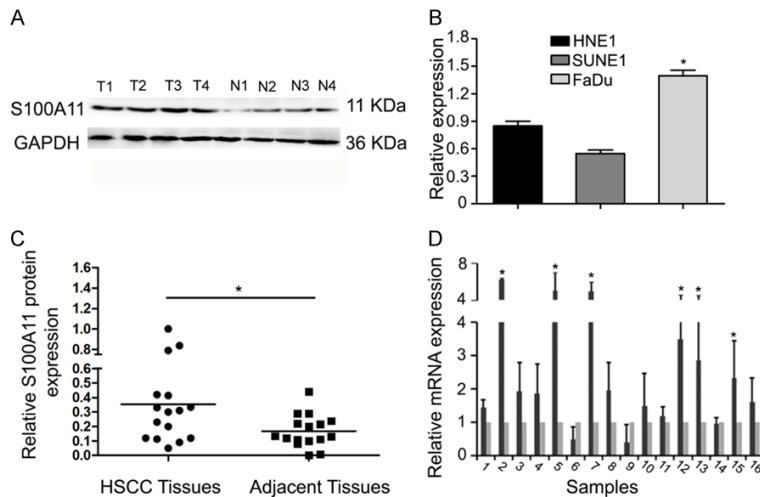 A
T1 T2 T3 T4 N1 N2 N3 N4
S100A11 11 KDa
GAPDH 36 KDa
B
Relative expression
1.8
1.5
1.2
0.9
0.6
0.3
0
HNE1
SUNE1
FaDu
*
C
Relative S100A11 protein
expression
1.6
1.4
1.2
1.0
0.8
0.6
0.6
0.5
0.4
0.3
0.2
0.1
0.0
*
HSCC Tissues Adjacent Tissues
D
Relative mRNA expression
8
4
4
2
1
0
* * * * * *
1 2 3 4 5 6 7 8 9 10 11 12 13 14 15 16
Samples